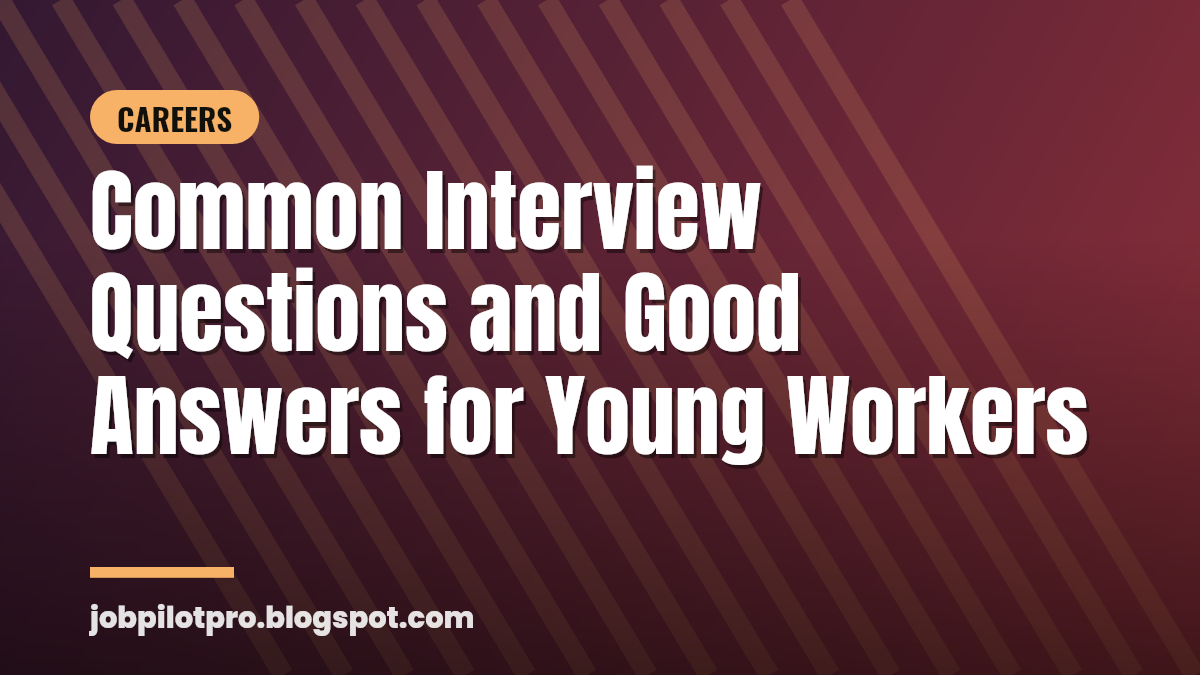 CAREERS
Common Interview
Questions and Good
Answers for Young Workers
jobpilotpro.blogspot.com